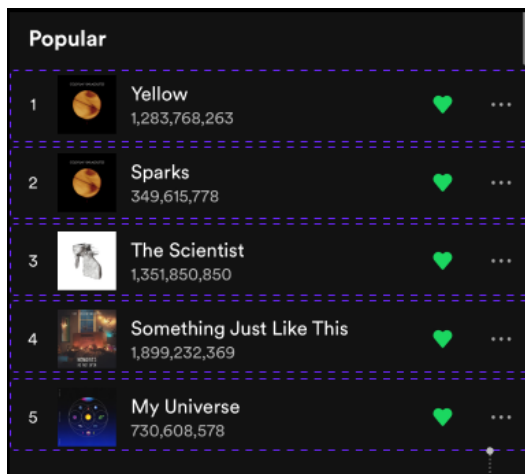 Popular
1
Yellow
1,283,768,263
2
Sparks
349,615,778
3
The Scientist
1,351,850,850
4
Something Just Like This
1,899,232,369
5
My Universe
730,608,578